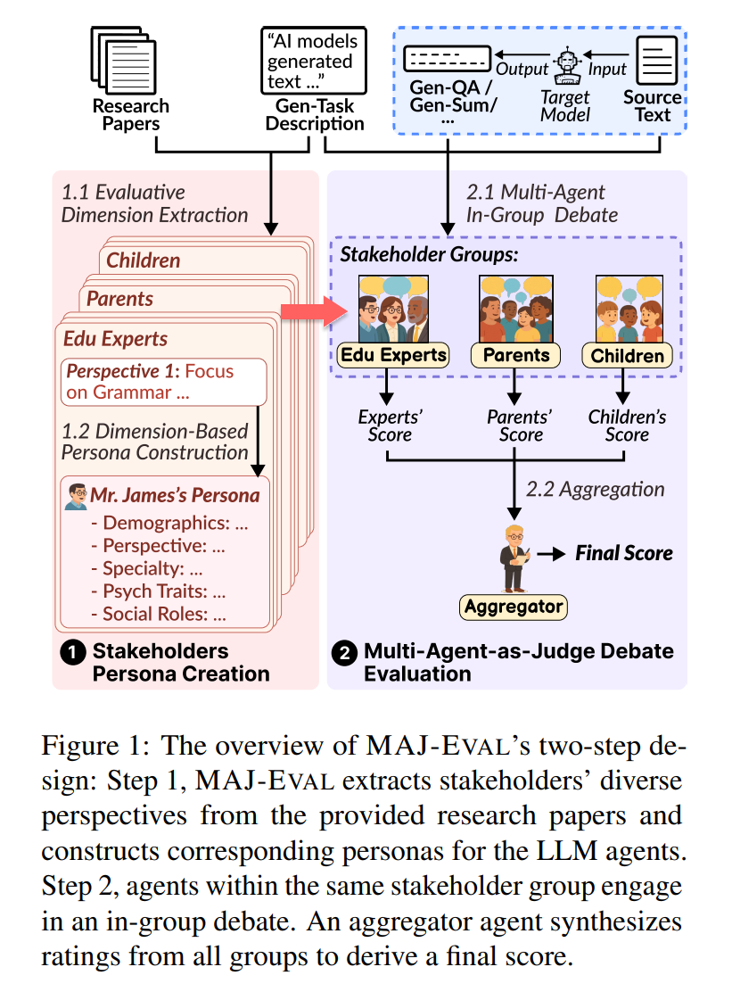 Research
Papers
“AI models
generated
text ...”
Gen-Task
Description
Gen-QA /
Gen-Sum/
...
Output
Target
Model
Input
Source
Text
1.1 Evaluative
Dimension Extraction
Children
Parents
Edu Experts
Perspective 1: Focus
on Grammar ...
1.2 Dimension-Based
Persona Construction
Mr. James’s Persona
- Demographics: ...
- Perspective: ...
- Specialty: ...
- Psych Traits: ...
- Social Roles: ...
1 Stakeholders
Persona Creation
2.1 Multi-Agent
In-Group Debate
Stakeholder Groups:
Edu Experts
Parents
Children
Experts’
Score
Parents’
Score
Children’s
Score
2.2 Aggregation
Final Score
Aggregator
2 Multi-Agent-as-Judge Debate
Evaluation
Figure 1: The overview of MAJ-EVAL’s two-step de-
sign: Step 1, MAJ-EVAL extracts stakeholders’ diverse
perspectives from the provided research papers and
constructs corresponding personas for the LLM agents.
Step 2, agents within the same stakeholder group engage
in an in-group debate. An aggregator agent synthesizes
ratings from all groups to derive a final score.